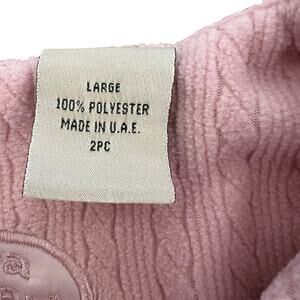 LARGE
100% POLYESTER
MADE IN U.A.E.
2PC